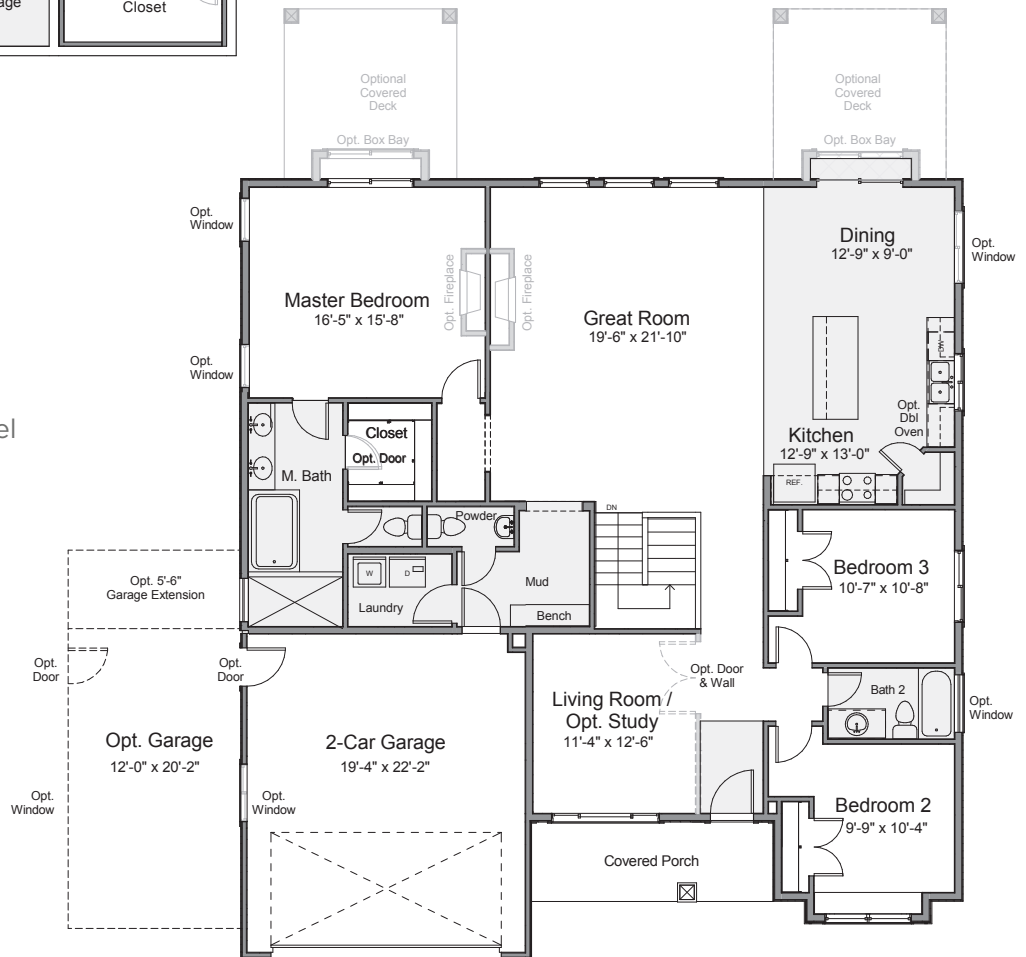 age
Closet
Optional
Covered
Deck
Opt. Box Bay
Optional
Covered
Deck
Opt. Box Bay
Opt.
Window
Dining
12'-9" x 9'-0"
Opt.
Window
Opt. Fireplace
Opt. Fireplace
Master Bedroom
16'-5" x 15'-8"
Great Room
19'-6" x 21'-10"
DW
Opt.
Window
el
Closet
Opt. Door
M. Bath
Opt.
Dbl
Oven
Kitchen
12'-9" x 13'-0"
REF.
Powder
DN
W
D
Laundry
Mud
Bench
Bedroom 3
10'-7" x 10'-8"
Opt. 5'-6"
Garage Extension
Opt.
Door
Opt.
Door
Opt. Door
& Wall
Living Room /
Opt. Study
11'-4" x 12'-6"
Bath 2
Opt.
Window
Opt. Garage
12'-0" x 20'-2"
2-Car Garage
19'-4" x 22'-2"
Opt.
Window
Opt.
Window
Bedroom 2
9'-9" x 10'-4"
Covered Porch